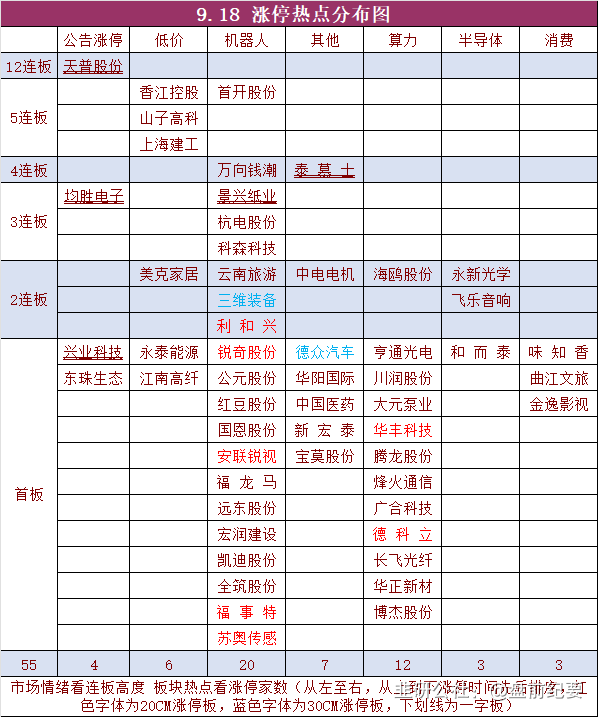 9.18 涨停热点分布图
公告涨停 低价 机器人 其他 算力 半导体 消费
12连板 天普股份
香江控股 首开股份
5连板 山子高科
上海建工
4连板 万向钱潮 泰慕士
均胜电子 景兴纸业
3连板 杭电股份
科森科技
美克家居 云南旅游 中电电机 海鸥股份 永新光学
2连板 三维装备 飞乐音响
利和兴
兴业科技 永泰能源 锐奇股份 德众汽车 亨通光电 和而泰 味知香
东珠生态 江南高纤 公元股份 华阳国际 川润股份 曲江文旅
红豆股份 中国医药 大元泵业 金逸影视
国恩股份 新宏泰 华丰科技
安联锐视 宝莫股份 腾龙股份
首板 福龙马 烽火通信
远东股份 广合科技
宏润建设 德科立
凯迪股份 长飞光纤
全筑股份 华正新材
福事特 博杰股份
苏奥传感
55 4 6 20 7 12 3 3
市场情绪看连板高度 板块热点看涨停家数（从左至右，从上到下涨停时间先后排序，红
色字体为20CM涨停板，蓝色字体为30CM涨停板，下划线为一字板）